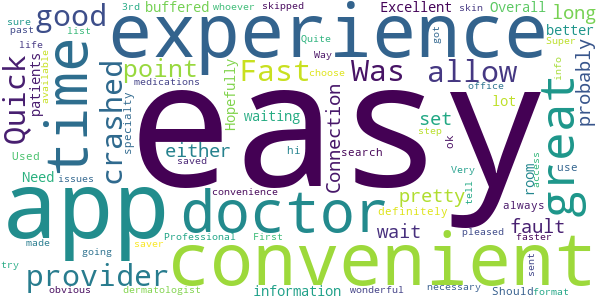 sure
good
buffered
3rd
whoever
skipped
Excellent
skin
Overall
long
past
list
experience
Quite
got
Super
better
Quick
life
patients
available
time
crashed
point
specialty
Fast
Hopefully
Way
choose
Was
allow
office
info
probably
medications
easy
lot
great
waiting
Connection
set
step
ok
Used
Need
issues
either
saved
hi
search
Very
tell
room
access
use
convenience
app
doctor
pretty
definitely
always
fault
made
going
saver
Professional
First
wait
pleased
faster
provider
convenient
sent
try
obvious
dermatologist
information
wonderful
necessary
Should
format